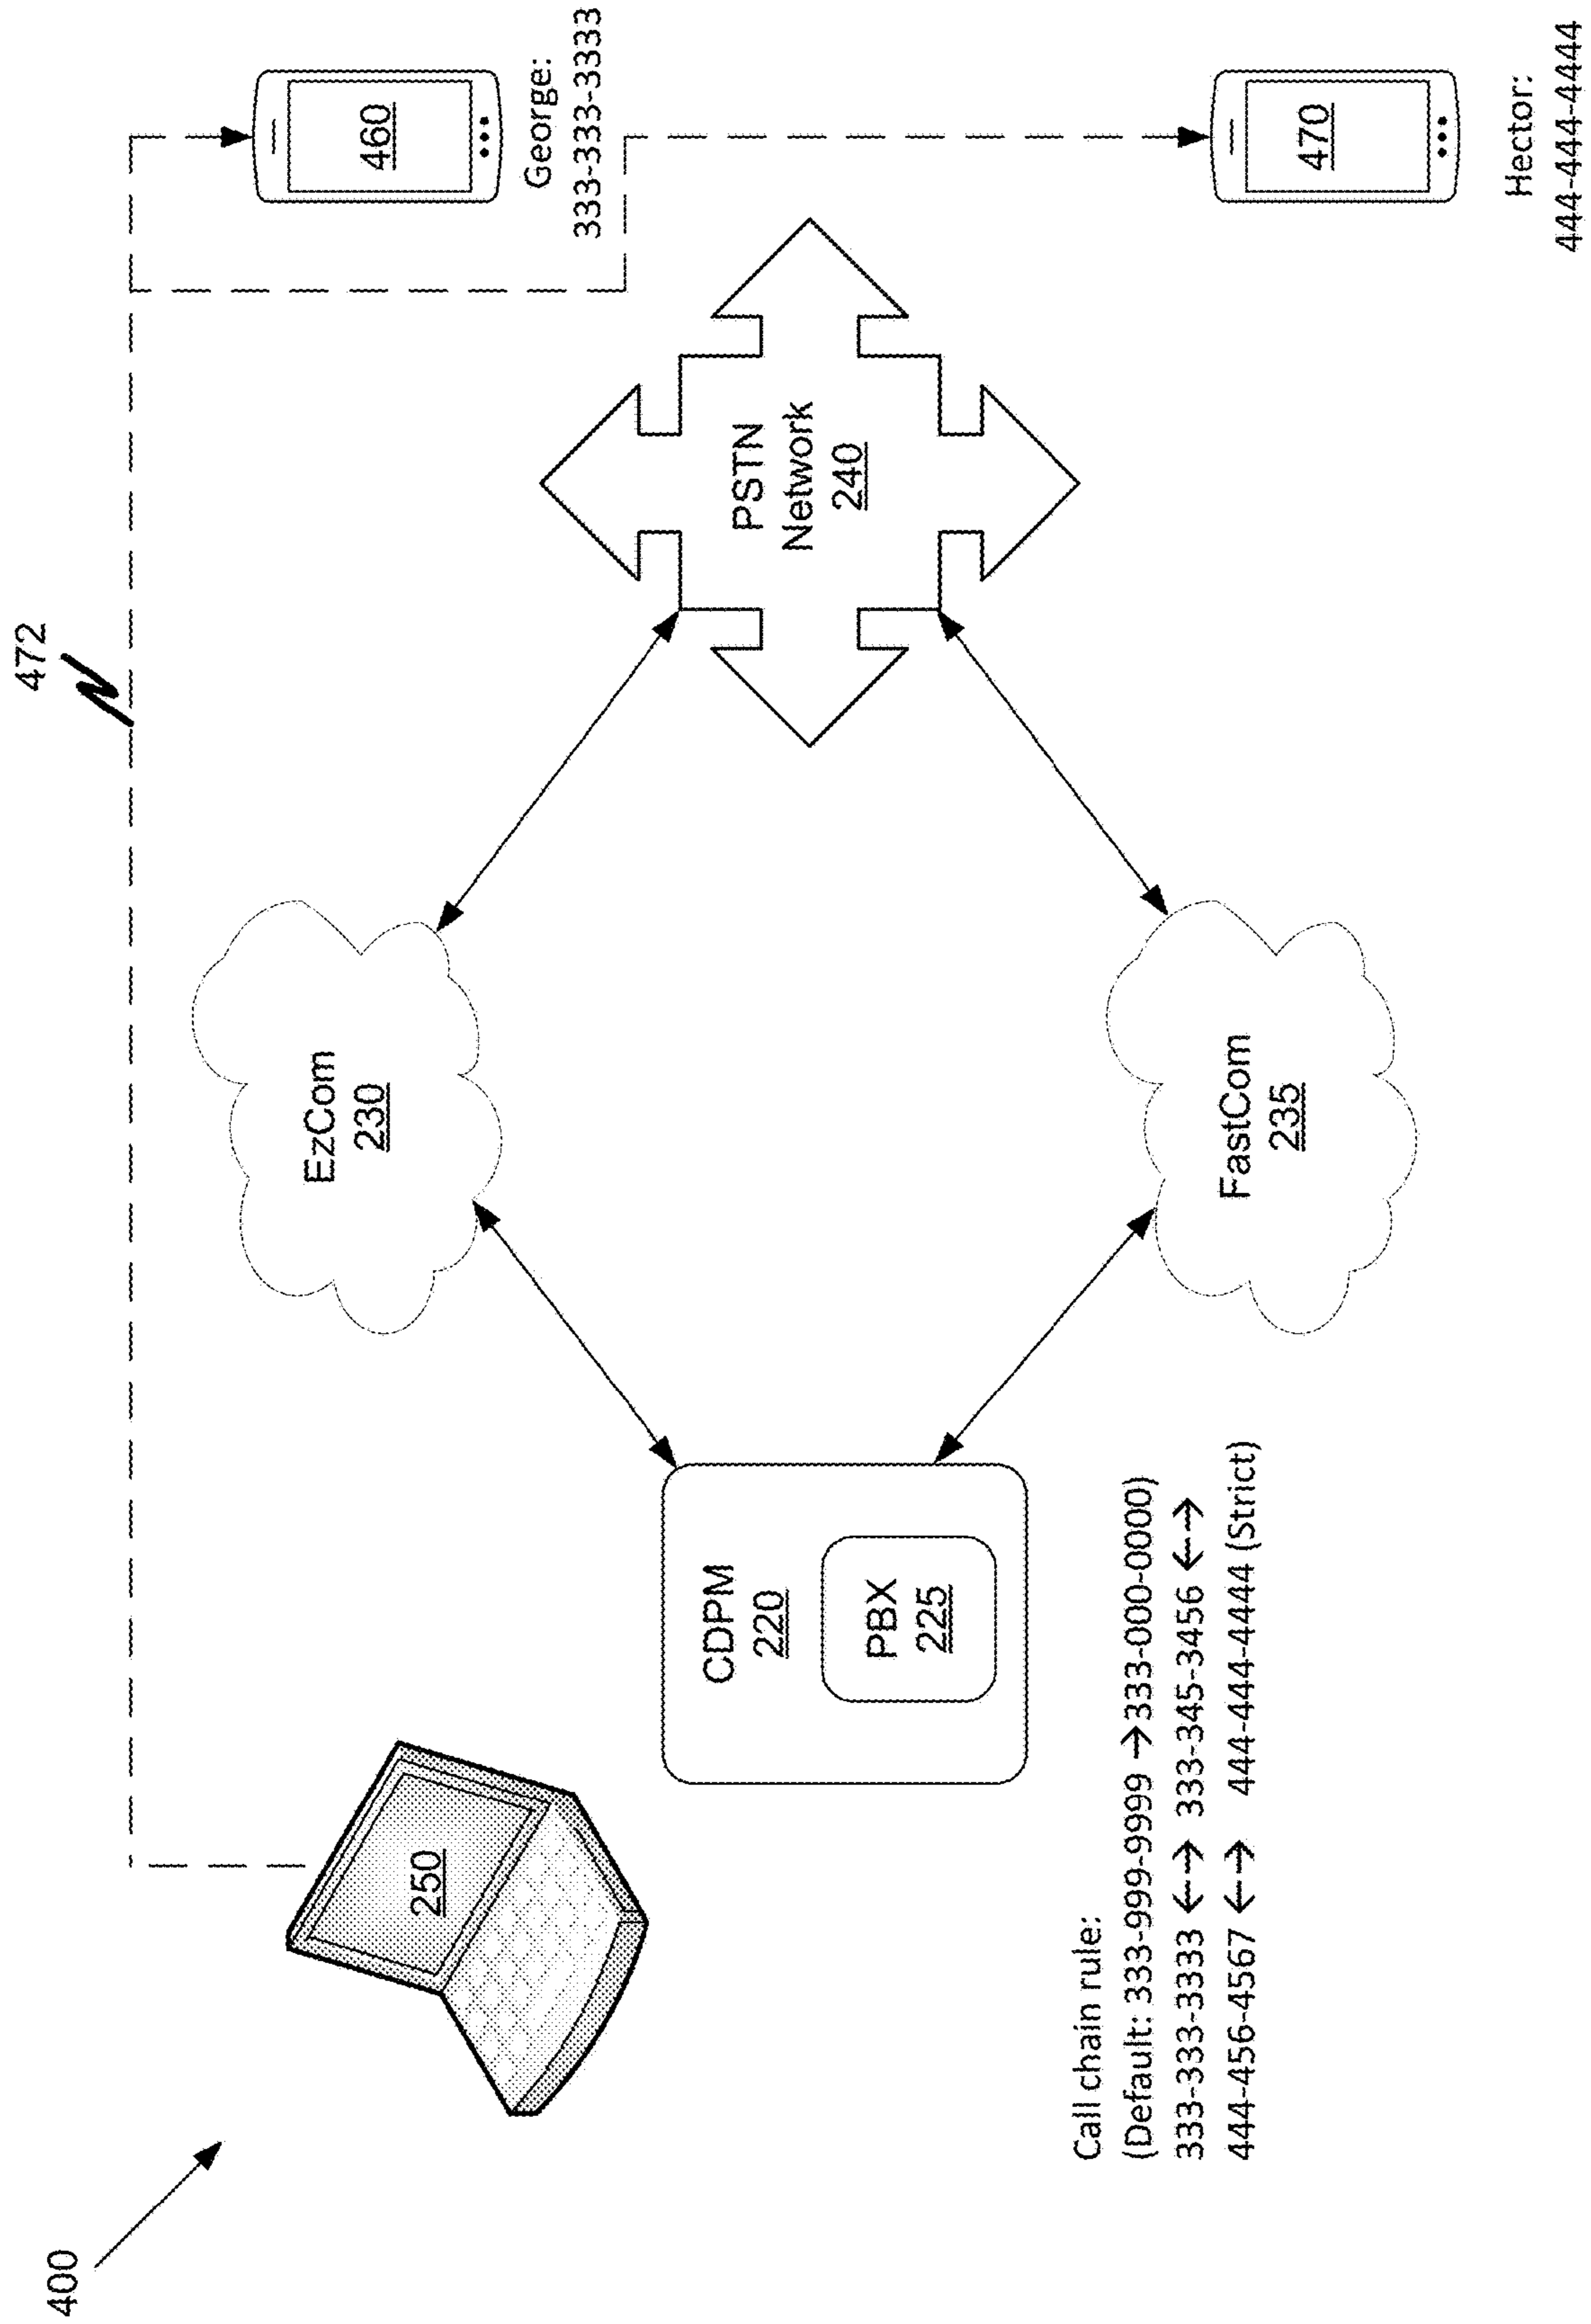 400
472
250
EzCom
230
George:
333-333-3333
460
CDPM
220
PBX
225
PSTN
Network
240
Call chain rule:
(Default: 333-999-9999 →333-000-0000)
333-333-3333 ←→ 333-345-3456 ←→
444-456-4567 ←→ 444-444-4444 (Strict)
FastCom
235
470
Hector:
444-444-4444